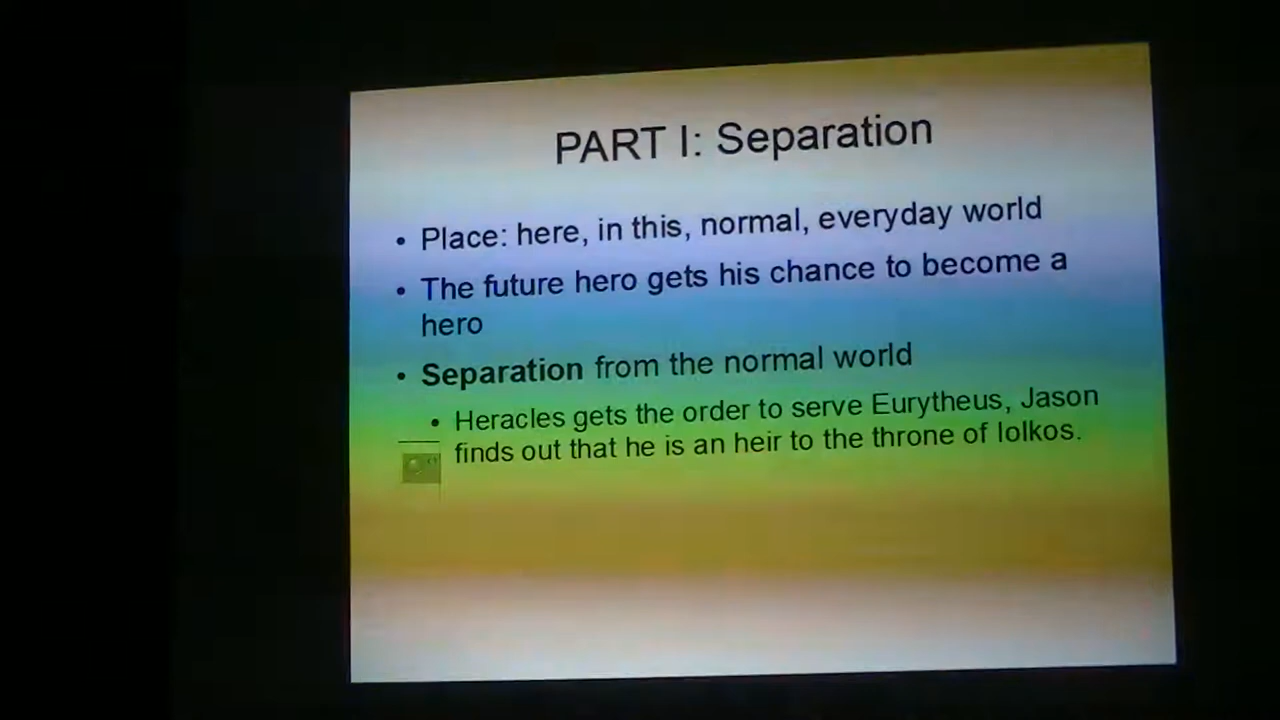 PART I: Separation
• Place: here, in this, normal, everyday world
• The future hero gets his chance to become a
hero
• Separation from the normal world
• Heracles gets the order to serve Eurytheus, Jason
finds out that he is an heir to the throne of Iolkos.